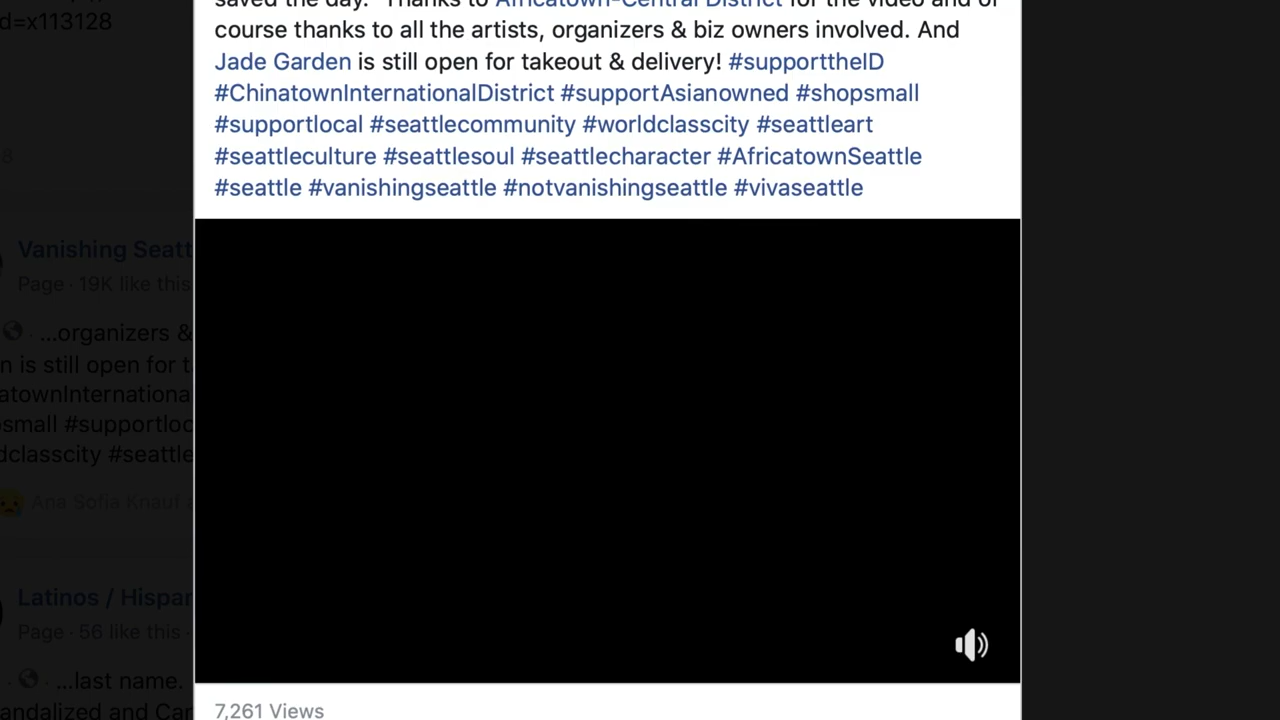 saved the day." Thanks to Africatown-Central District for the video and of
course thanks to all the artists, organizers & biz owners involved. And
Jade Garden is still open for takeout & delivery! #supporttheID
#ChinatownInternationalDistrict #supportAsianowned #shopsmall
#supportlocal #seattlecommunity #worldclasscity #seattleart
#seattleculture #seattlesoul #seattlecharacter #AfricatownSeattle
#seattle #vanishingseattle #notvanishingseattle #vivaseattle
7,261 Views
d=x113128
8
Vanishing Seatt
Page · 19K like this
· ...organizers &
n is still open for t
atownInternationa
small #supportloc
dclasscity #seattle
Ana Sofia Knauf a
Latinos / Hispar
Page · 56 like this ·
· ...last name.
andalized and Car